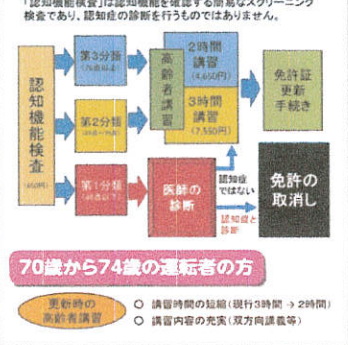 「認知機能検査」は認知機能を確認する簡易なスクリーニング
検査であり、認知症の診断を行うものではありません。
認知機能検査
(650円)
第3分類
(76点以上)
第2分類
第1分類
高齢者講習
2時間
講習
(4,650円)
3時間
講習
(7,550円)
免許証
更新
手続き
医師の
診断
認知症
ではない
認知症と
診断
免許の
取消し
70歳から74歳の運転者の方
更新時の
高齢者講習
○ 講習時間の短縮(現行3時間 → 2時間)
○ 講習内容の充実(双方向講義等)